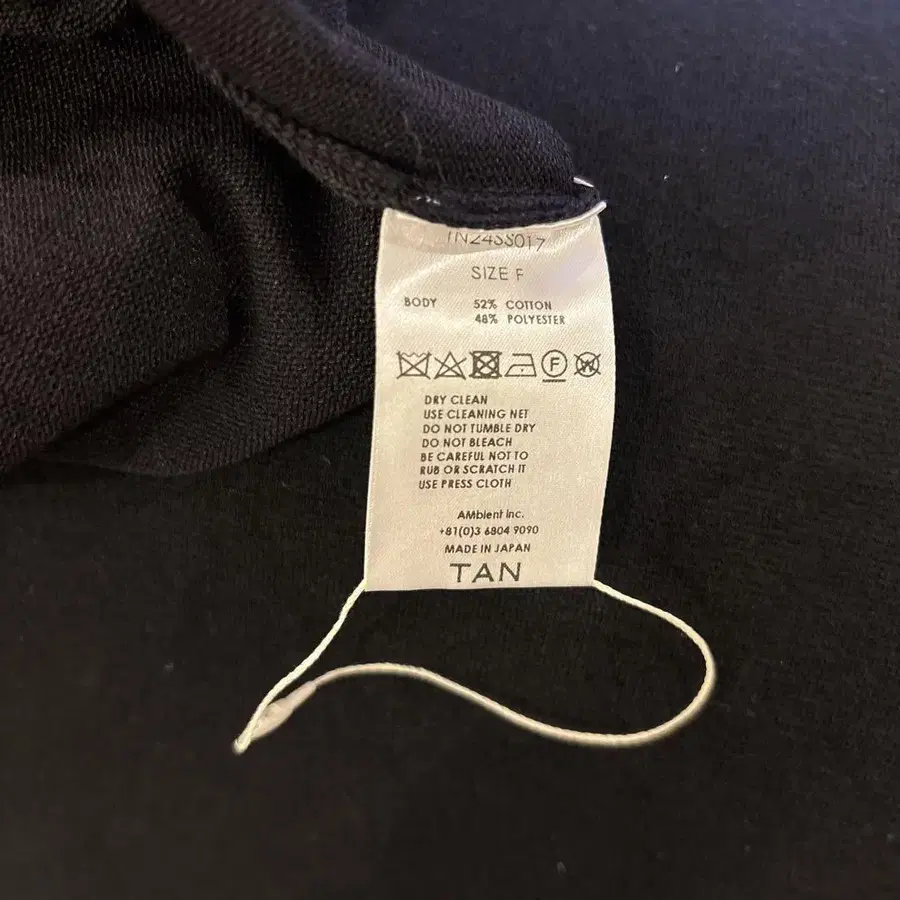 TN24SS017
SIZE F
BODY 52% COTTON
48% POLYESTER
F W
DRY CLEAN
USE CLEANING NET
DO NOT TUMBLE DRY
DO NOT BLEACH
BE CAREFUL NOT TO
RUB OR SCRATCH IT
USE PRESS CLOTH
AMbient Inc.
+81(0)3 6804 9090
MADE IN JAPAN
TAN